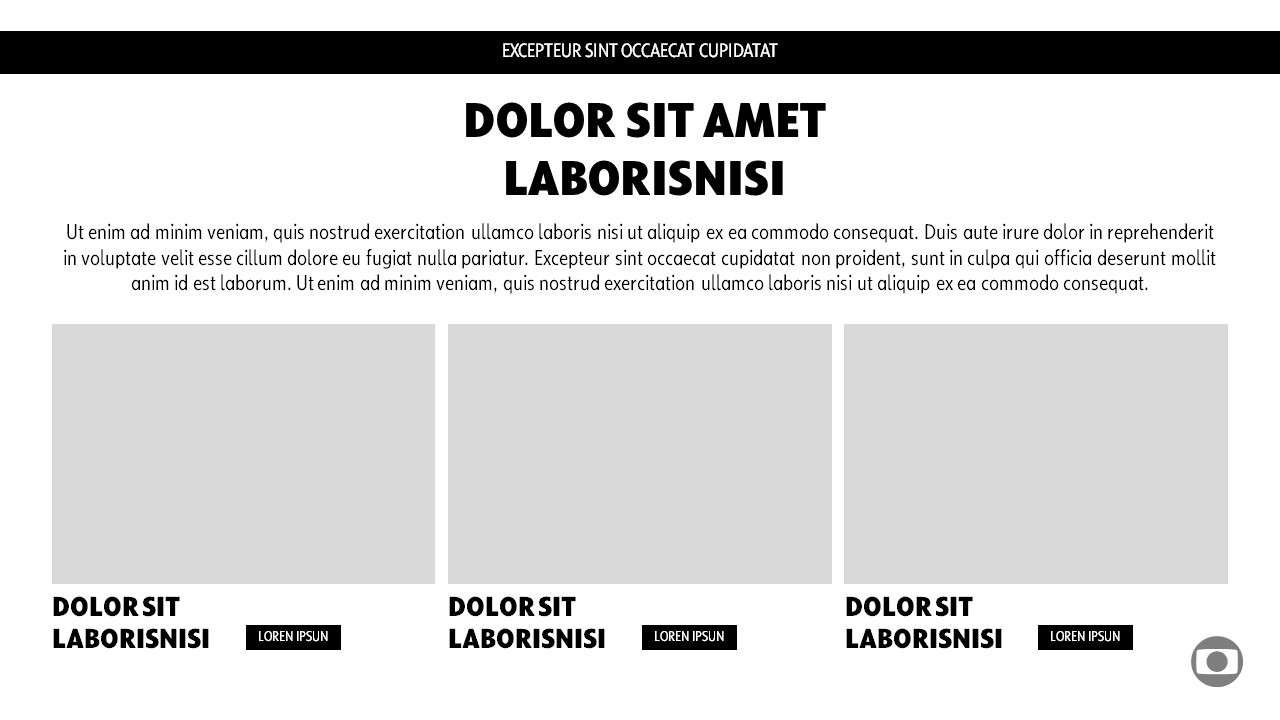 EXCEPTEUR SINT OCCAECAT CUPIDATAT
DOLOR SIT AMET
LABORISNISI
Ut enim ad minim veniam, quis nostrud exercitation ullamco laboris nisi ut aliquip ex ea commodo consequat. Duis aute irure dolor in reprehenderit
in voluptate velit esse cillum dolore eu fugiat nulla pariatur. Excepteur sint occaecat cupidatat non proident, sunt in culpa qui officia deserunt mollit
anim id est laborum. Ut enim ad minim veniam, quis nostrud exercitation ullamco laboris nisi ut aliquip ex ea commodo consequat.
DOLOR SIT
LABORISNISI
LOREN IPSUN
DOLOR SIT
LABORISNISI
LOREN IPSUN
DOLOR SIT
LABORISNISI
LOREN IPSUN